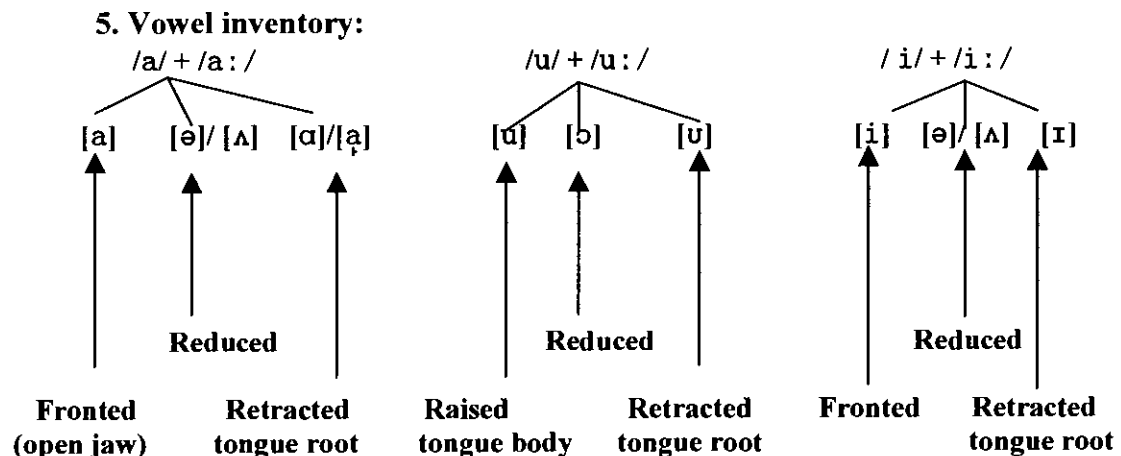 5. Vowel inventory:
/a/ + /a:/ /u/ + /u:/ / i/ + /i:/
[a] [ə]/ [ʌ] [ɑ]/[a̙] [u] [ɔ] [ʊ] [i] [ə]/ [ʌ] [ɪ]
Reduced Reduced Reduced
Fronted Retracted Raised Retracted Fronted Retracted
(open jaw) tongue root tongue body tongue root tongue root